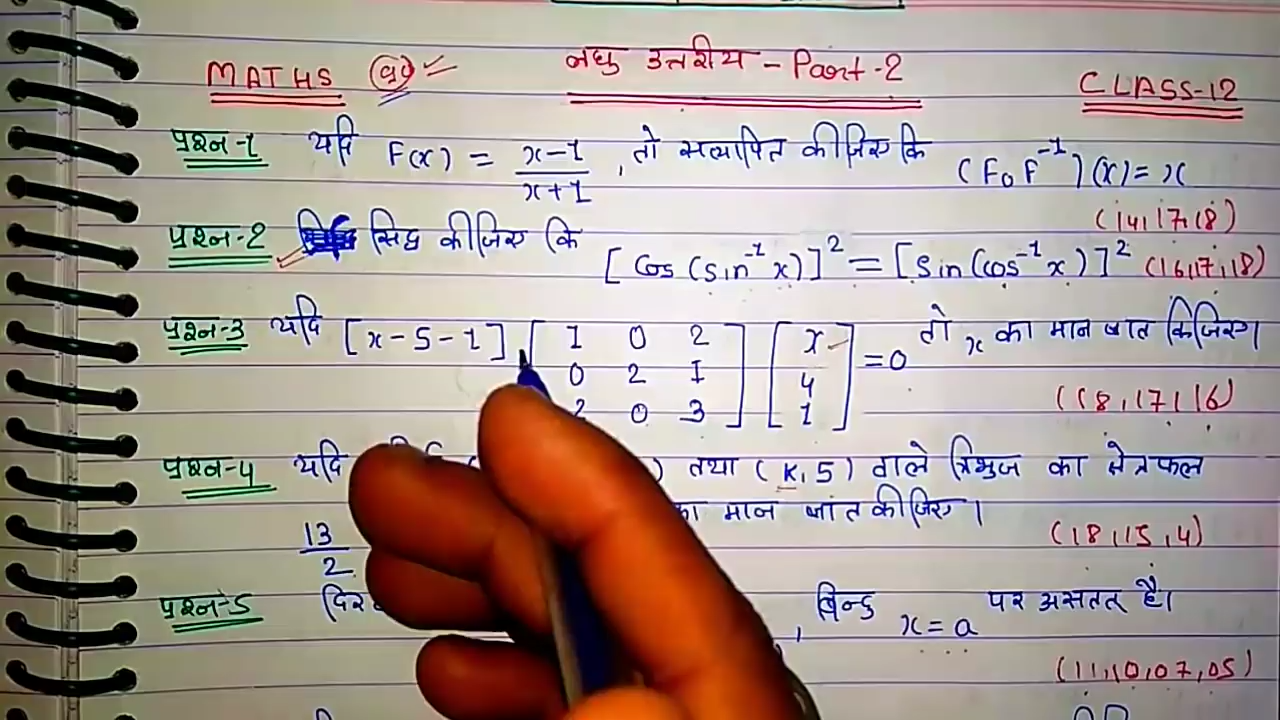 MATHS लघु उत्तरीय - Part-2 CLASS-12
प्रश्न-1 यदि F(x) = x-1/x+1 , तो सत्यापित कीजिए कि (FoF⁻¹)(x)=x
(14,17,18)
प्रश्न-2 सिद्ध कीजिए कि [Cos(Sin⁻¹x)]² = [Sin(Cos⁻¹x)]² (16,17,18)
प्रश्न-3 यदि [x-5-1] [1 0 2] [x] =0 तो x का मान ज्ञात किजिए।
0 2 1 4
2 0 3 1
(18,17,16)
प्रश्न-4 यदि ) तथा (K,5) वाले त्रिभुज का क्षेत्रफल
13/2 का मान ज्ञात कीजिए।
(18,15,4)
प्रश्न-5 , बिन्दु x=a पर असतत् है।
(11,10,07,05)